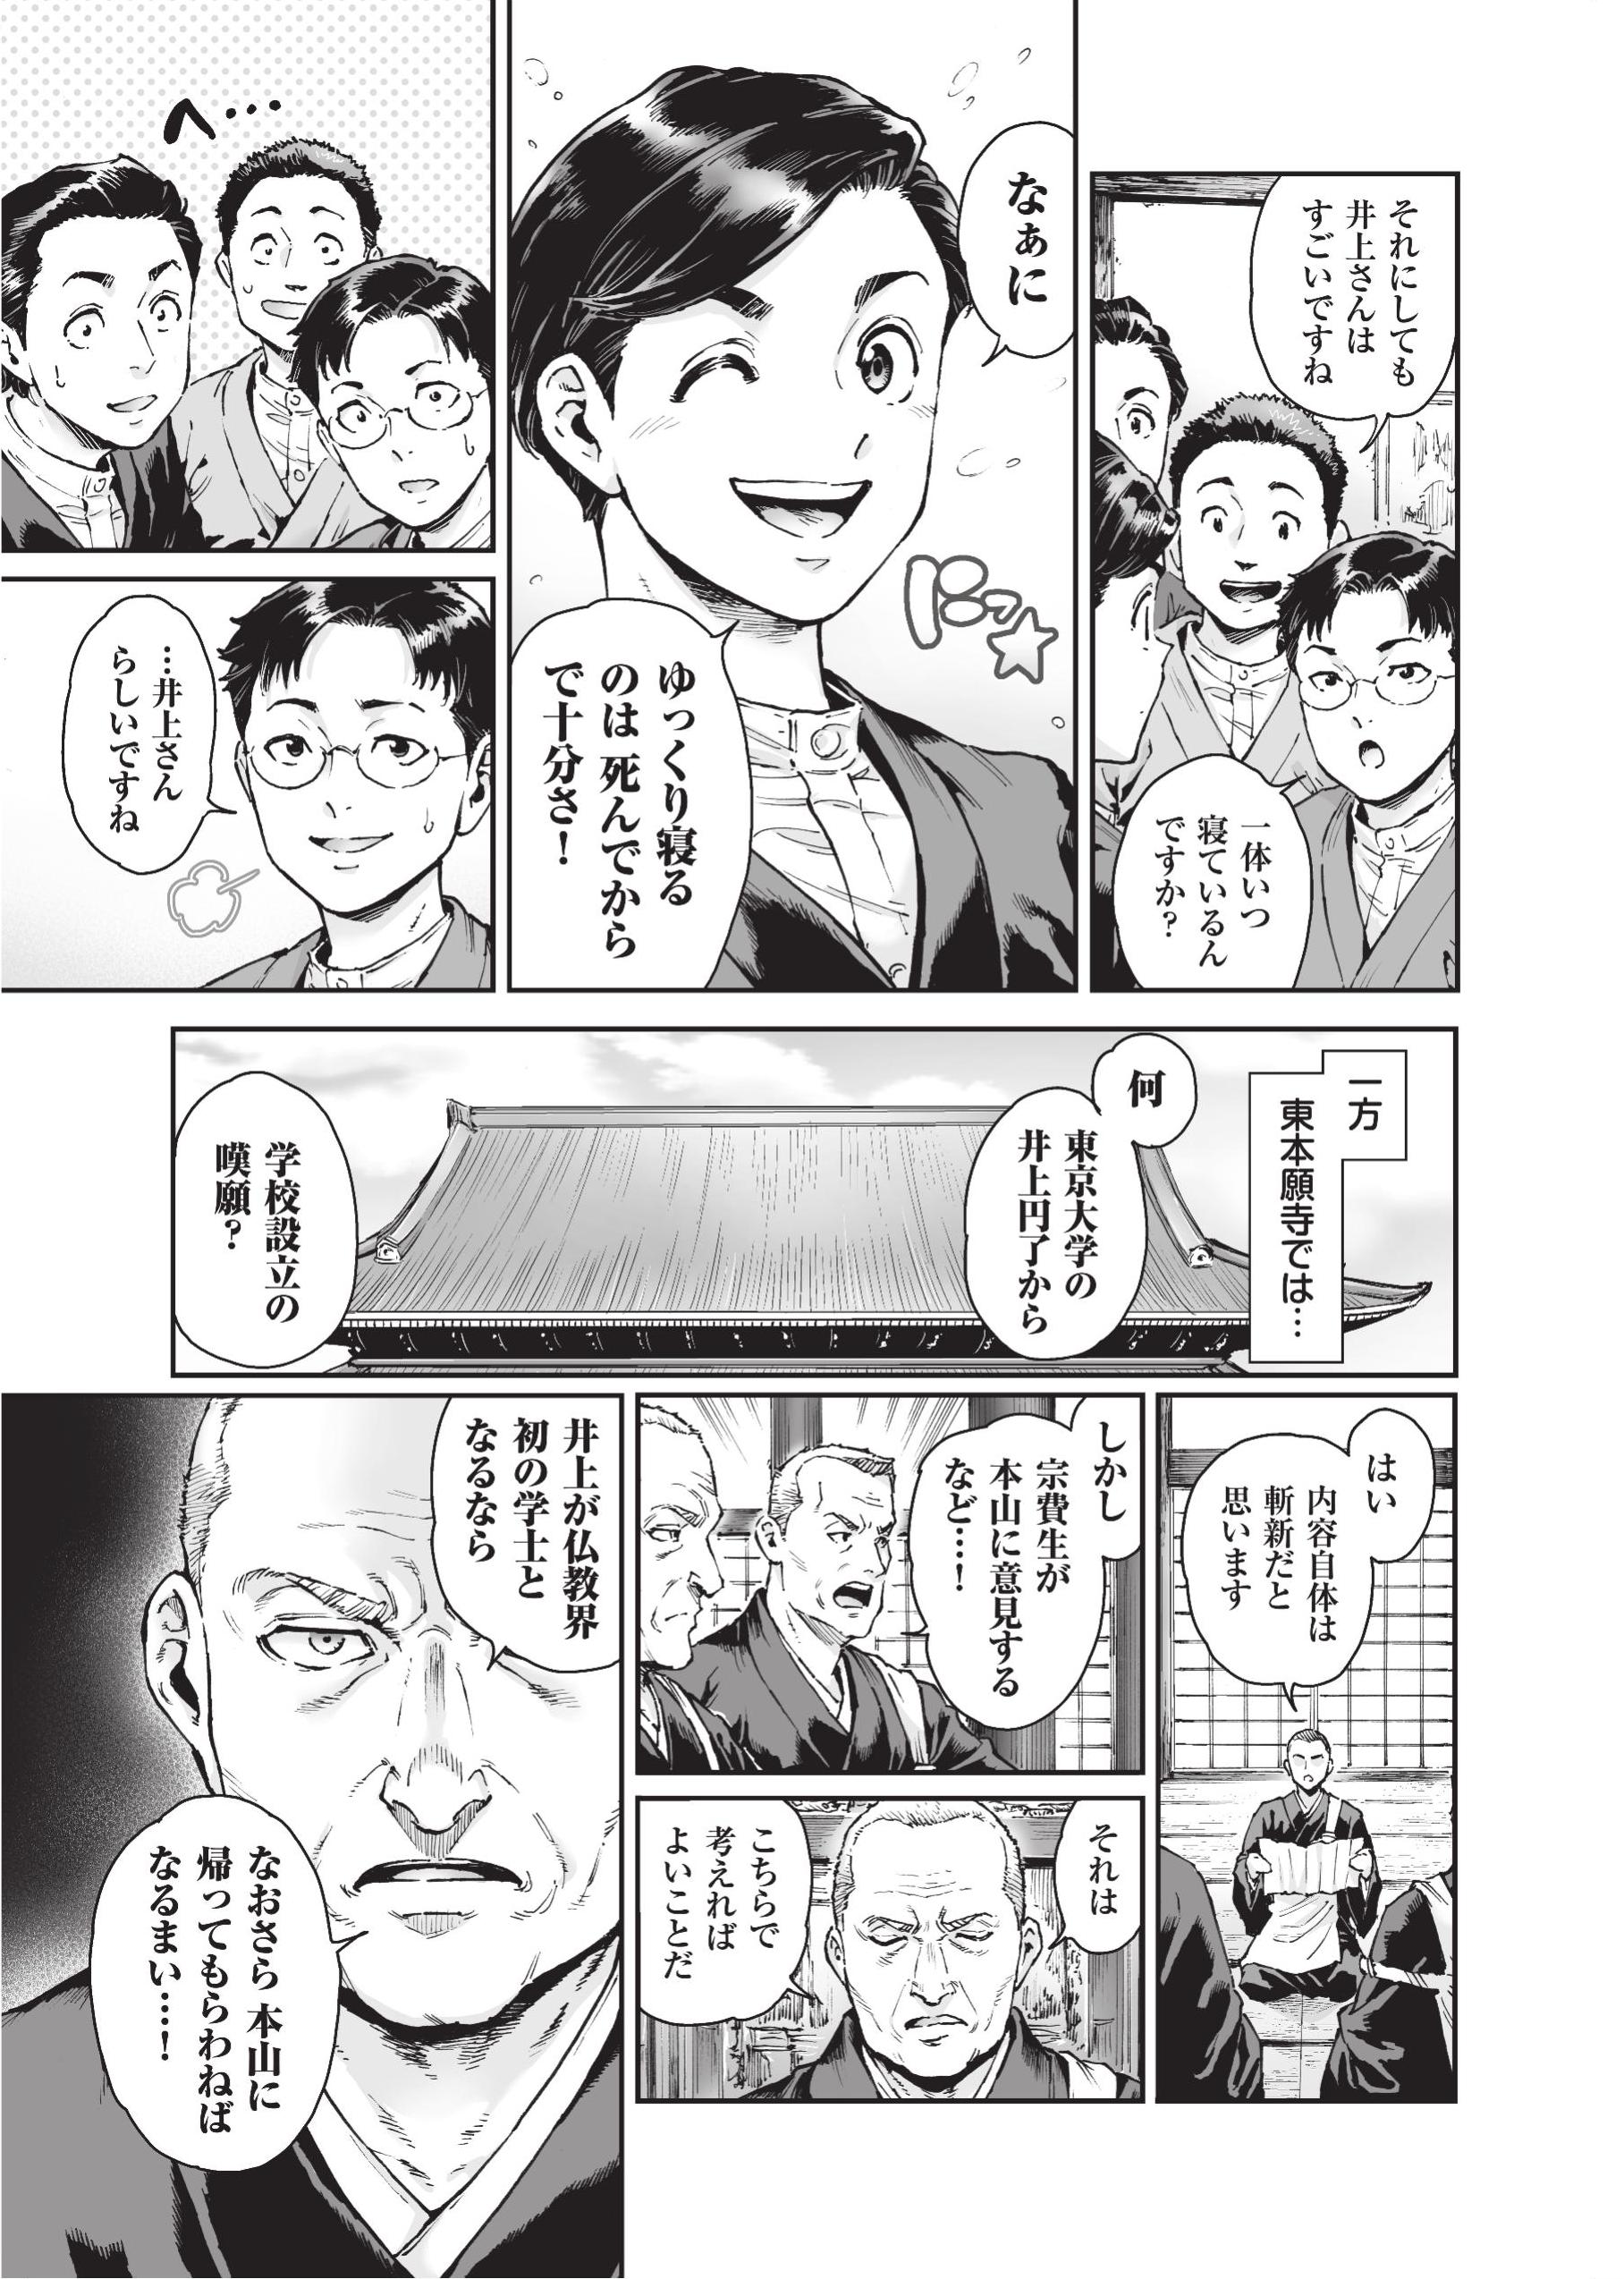 それにしても
井上さんは
すごいですね
一体いつ
寝ているん
ですか?
なぁに
ニッ☆
ゆっくり寝る
のは 死んでから
で十分さ!
へ…
…井上さん
らしいですね
一方
東本願寺では…
何
東京大学の
井上円了から
学校設立の
嘆願?
はい
内容自体は
斬新だと
思います
しかし
宗費生が
本山に意見する
など……!
それは
こちらで
考えれば
よいことだ
井上が仏教界
初の学士と
なるなら
なおさら 本山に
帰ってもらわねば
なるまい……!